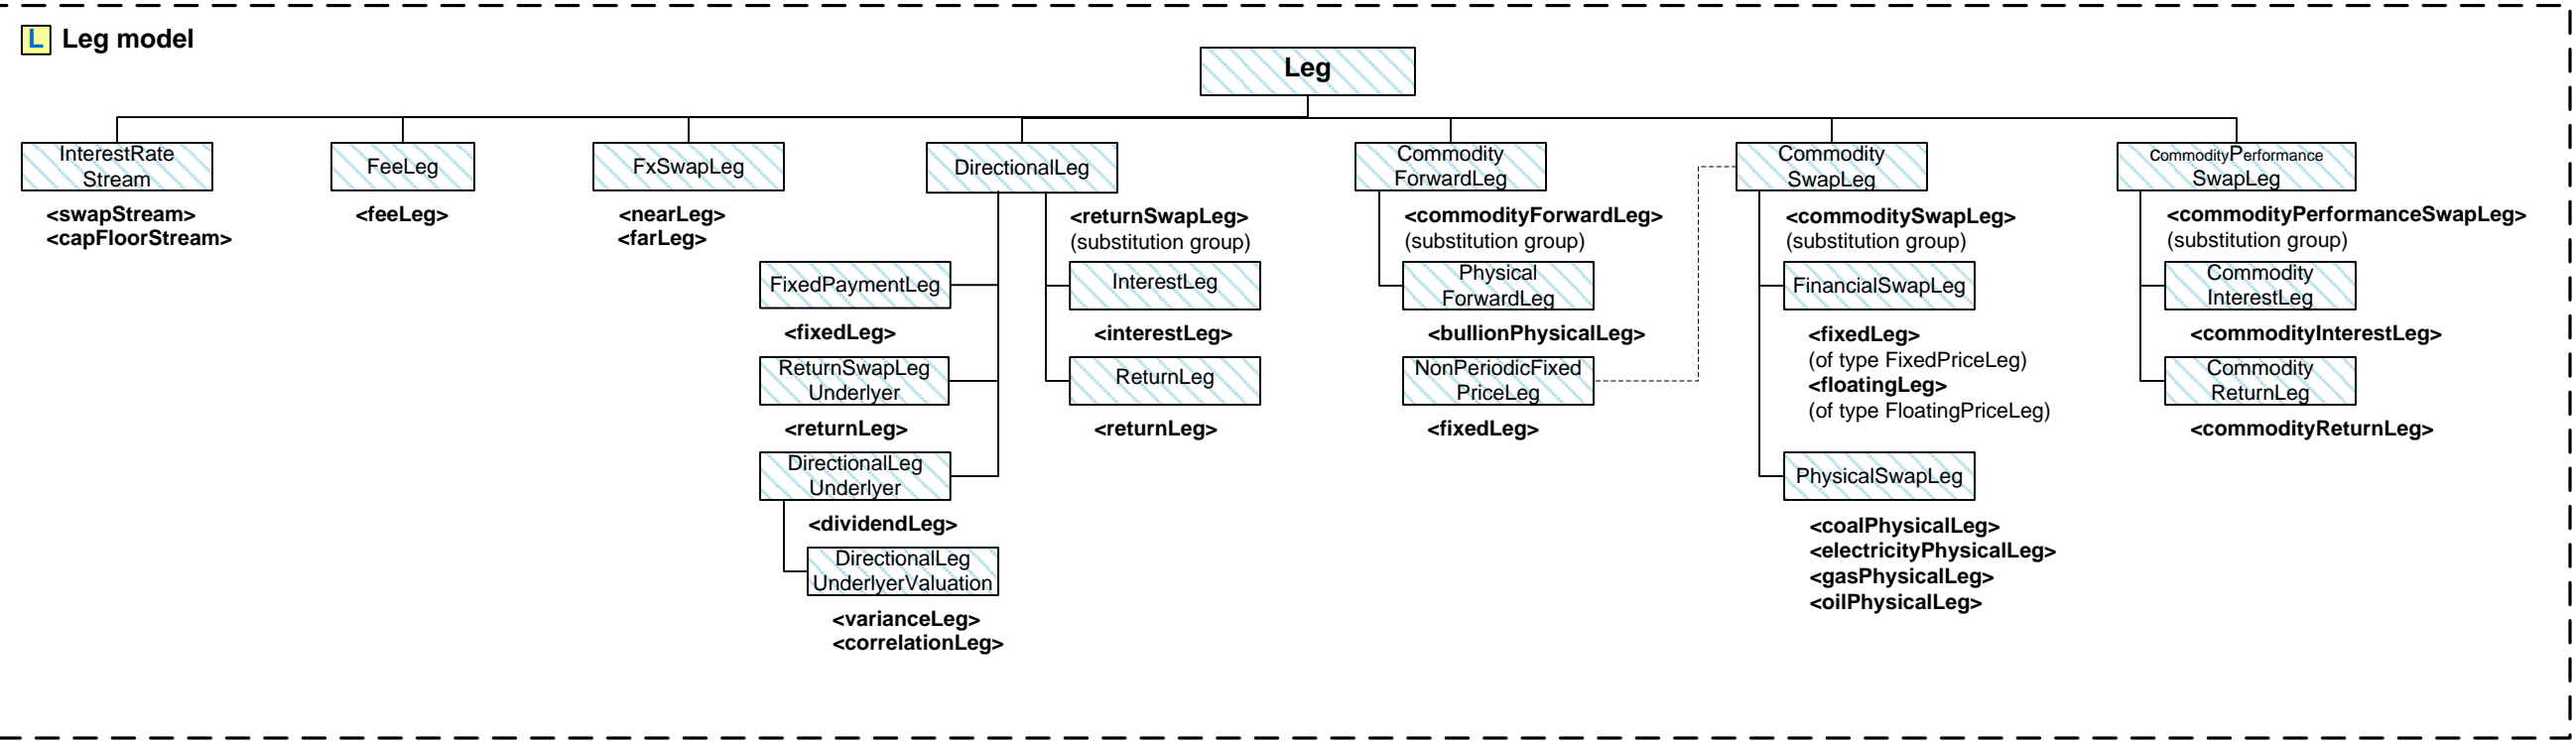 L Leg model
Leg
InterestRate
Stream
<swapStream>
<capFloorStream>
FeeLeg
<feeLeg>
FxSwapLeg
<nearLeg>
<farLeg>
DirectionalLeg
FixedPaymentLeg
<fixedLeg>
ReturnSwapLeg
Underlyer
<returnLeg>
DirectionalLeg
Underlyer
<dividendLeg>
DirectionalLeg
UnderlyerValuation
<varianceLeg>
<correlationLeg>
<returnSwapLeg>
(substitution group)
InterestLeg
<interestLeg>
ReturnLeg
<returnLeg>
Commodity
ForwardLeg
<commodityForwardLeg>
(substitution group)
Physical
ForwardLeg
<bullionPhysicalLeg>
NonPeriodicFixed
PriceLeg
<fixedLeg>
Commodity
SwapLeg
<commoditySwapLeg>
(substitution group)
FinancialSwapLeg
<fixedLeg>
(of type FixedPriceLeg)
<floatingLeg>
(of type FloatingPriceLeg)
PhysicalSwapLeg
<coalPhysicalLeg>
<electricityPhysicalLeg>
<gasPhysicalLeg>
<oilPhysicalLeg>
CommodityPerformance
SwapLeg
<commodityPerformanceSwapLeg>
(substitution group)
Commodity
InterestLeg
<commodityInterestLeg>
Commodity
ReturnLeg
<commodityReturnLeg>